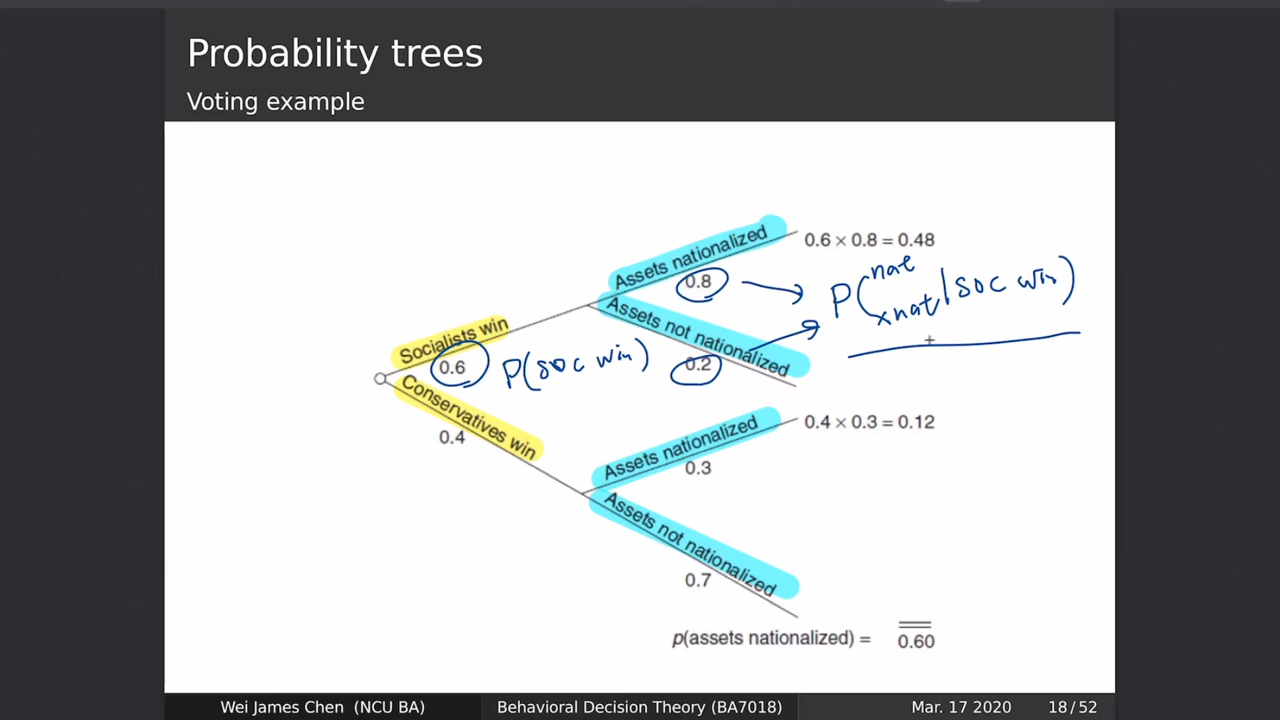 Probability trees
Voting example
Assets nationalized
0.6 × 0.8 = 0.48
0.8
P(nat
xnat | soc win)
Assets not nationalized
0.2
Socialists win
0.6
P(soc win)
Conservatives win
0.4
Assets nationalized
0.4 × 0.3 = 0.12
0.3
Assets not nationalized
0.7
p(assets nationalized) = 0.60
Wei James Chen (NCU BA) Behavioral Decision Theory (BA7018) Mar. 17 2020 18 / 52